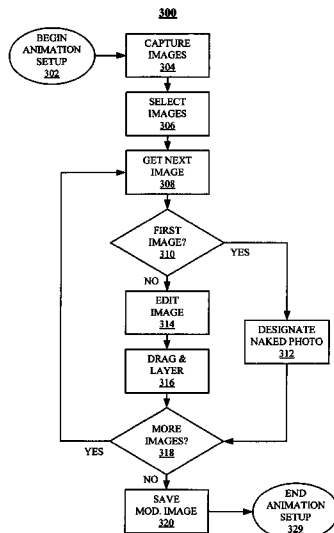 300
BEGIN
ANIMATION
SETUP
302
CAPTURE
IMAGES
304
SELECT
IMAGES
306
GET NEXT
IMAGE
308
FIRST
IMAGE?
310
YES
NO
EDIT
IMAGE
314
DESIGNATE
NAKED PHOTO
312
DRAG &
LAYER
316
MORE
IMAGES?
318
YES
NO
SAVE
MOD. IMAGE
320
END
ANIMATION
SETUP
329